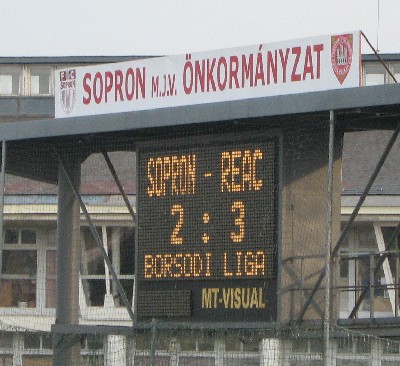 SOPRON M.J.V. ÖNKORMÁNYZAT
SOPRON - REAC
2 : 3
BORSODI LIGA
MT-VISUAL